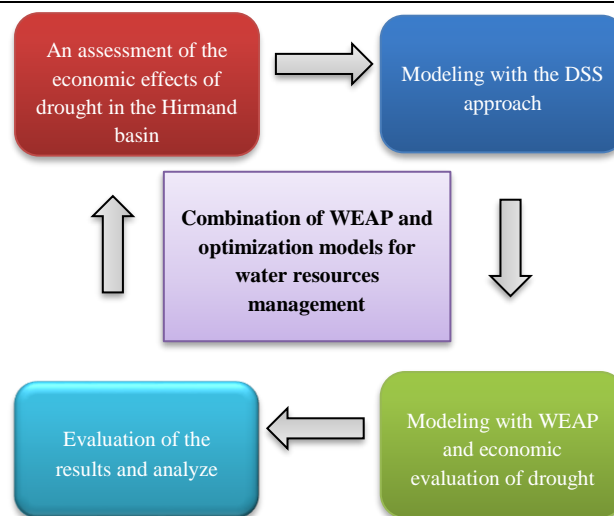 An assessment of the
economic effects of
drought in the Hirmand
basin
Modeling with the DSS
approach
Combination of WEAP and
optimization models for
water resources
management
Evaluation of the
results and analyze
Modeling with WEAP
and economic
evaluation of drought